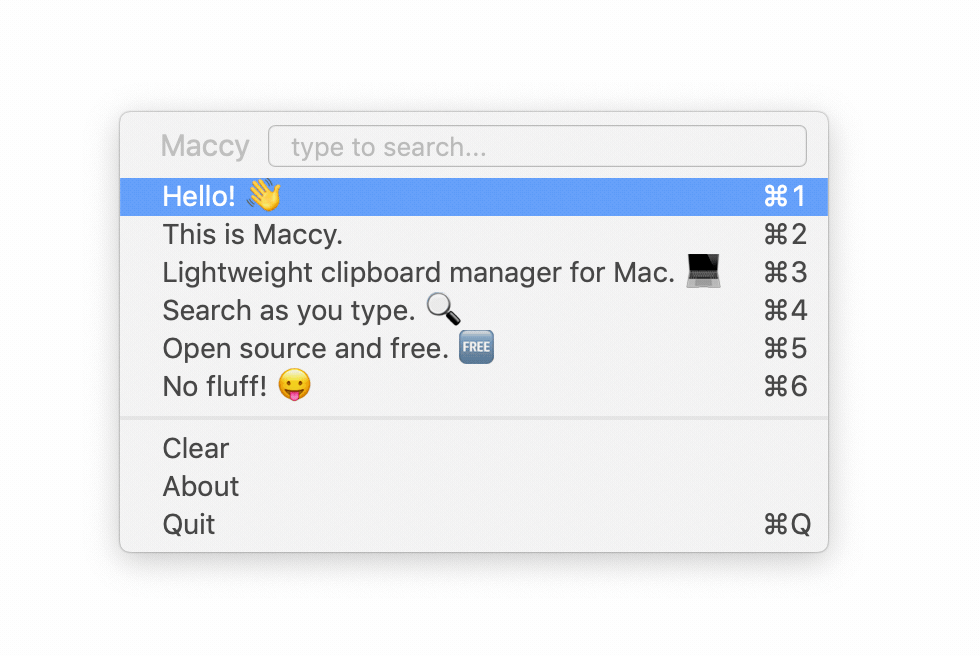 Maccy type to search...
Hello! 👋 ⌘1
This is Maccy. ⌘2
Lightweight clipboard manager for Mac. 💻 ⌘3
Search as you type. 🔍 ⌘4
Open source and free. 🆓 ⌘5
No fluff! 😛 ⌘6
Clear
About
Quit ⌘Q